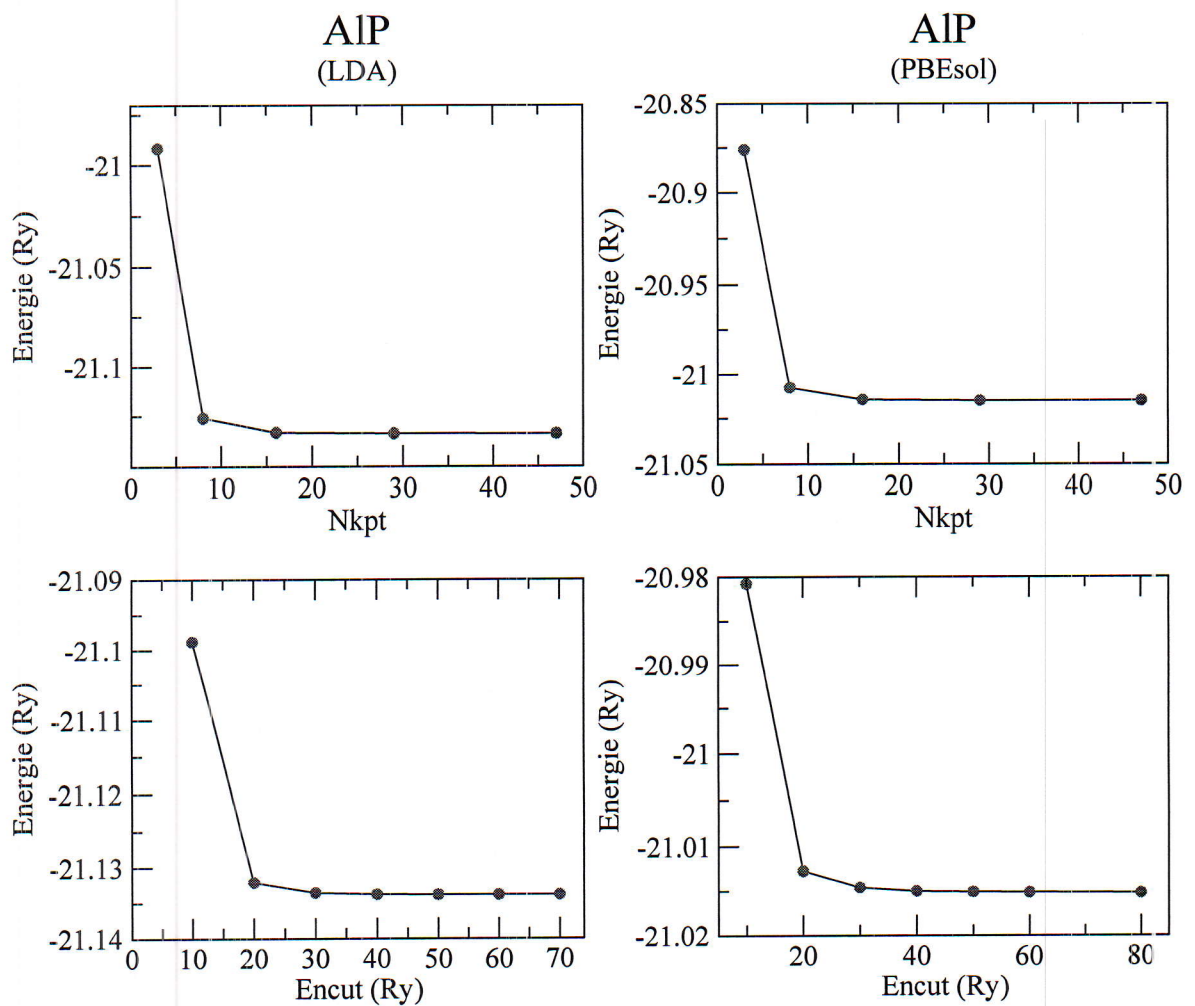 AlP
(LDA)
-21
-21.05
-21.1
Energie (Ry)
0 10 20 30 40 50
Nkpt
AlP
(PBEsol)
-20.85
-20.9
-20.95
-21
-21.05
Energie (Ry)
0 10 20 30 40 50
Nkpt
-21.09
-21.1
-21.11
-21.12
-21.13
-21.14
Energie (Ry)
0 10 20 30 40 50 60 70
Encut (Ry)
-20.98
-20.99
-21
-21.01
-21.02
Energie (Ry)
20 40 60 80
Encut (Ry)